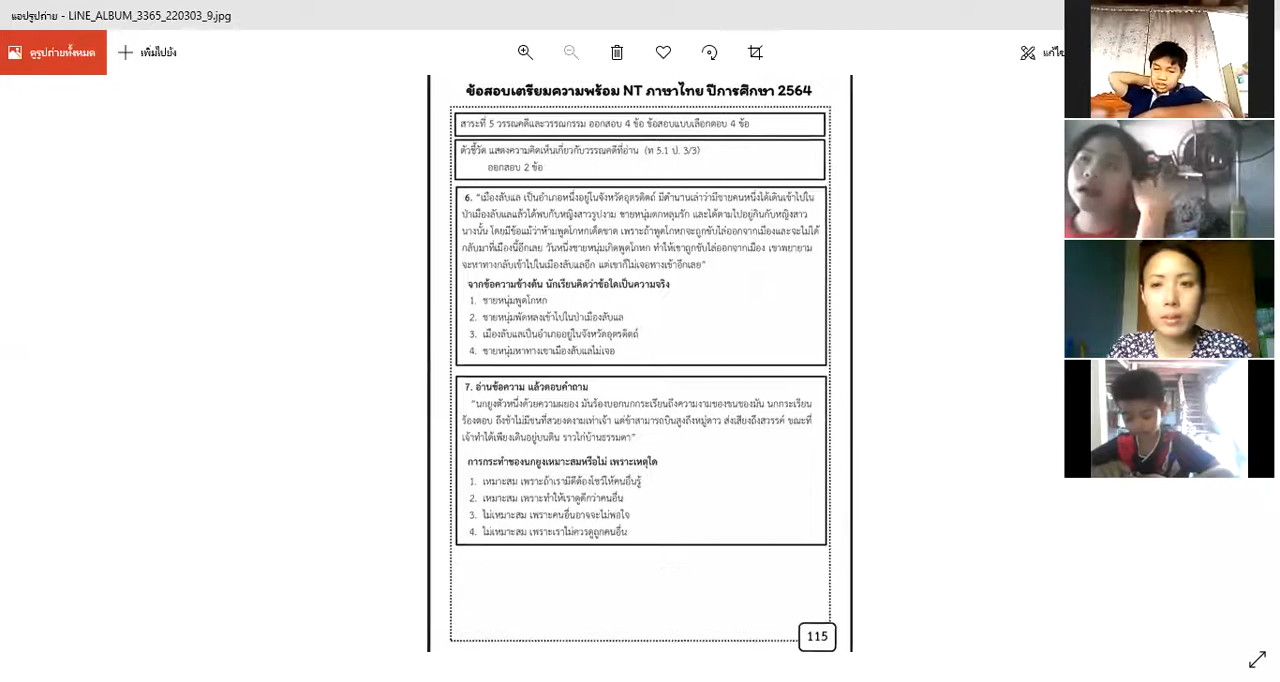 แอปรูปถ่าย - LINE_ALBUM_3365_220303_9.jpg
ดูรูปถ่ายทั้งหมด
เพิ่มไปยัง
แก้ไข
ข้อสอบเตรียมความพร้อม NT ภาษาไทย ปีการศึกษา 2564
สาระที่ 5 วรรณคดีและวรรณกรรม ออกสอบ 4 ข้อ ข้อสอบแบบเลือกตอบ 4 ข้อ
ตัวชี้วัด แสดงความคิดเห็นเกี่ยวกับวรรณคดีที่อ่าน (ท 5.1 ป. 3/3)
ออกสอบ 2 ข้อ
6. "เมืองลับแล เป็นอำเภอหนึ่งอยู่ในจังหวัดอุตรดิตถ์ มีตำนานเล่าว่ามีชายคนหนึ่งได้เดินเข้าไปใน
ป่าเมืองลับแลแล้วได้พบกับหญิงสาวรูปงาม ชายหนุ่มตกหลุมรัก และได้ตามไปอยู่กินกับหญิงสาว
นางนั้น โดยมีข้อแม้ว่าห้ามพูดโกหกเด็ดขาด เพราะถ้าพูดโกหกจะถูกขับไล่ออกจากเมืองและจะไม่ได้
กลับมาที่เมืองนี้อีกเลย วันหนึ่งชายหนุ่มเกิดพูดโกหก ทำให้เขาถูกขับไล่ออกจากเมือง เขาพยายาม
จะหาทางกลับเข้าไปในเมืองลับแลอีก แต่เขาก็ไม่เจอทางเข้าอีกเลย"
จากข้อความข้างต้น นักเรียนคิดว่าข้อใดเป็นความจริง
1. ชายหนุ่มพูดโกหก
2. ชายหนุ่มพลัดหลงเข้าไปในป่าเมืองลับแล
3. เมืองลับแลเป็นอำเภออยู่ในจังหวัดอุตรดิตถ์
4. ชายหนุ่มหาทางเขาเมืองลับแลไม่เจอ
7. อ่านข้อความ แล้วตอบคำถาม
"นกยูงตัวหนึ่งด้วยความผยอง มันร้องบอกนกกระเรียนถึงความงามของขนของมัน นกกระเรียน
ร้องตอบ ถึงข้าไม่มีขนที่สวยงดงามเท่าเจ้า แต่ข้าสามารถบินสูงถึงหมู่ดาว ส่งเสียงถึงสวรรค์ ขณะที่
เจ้าทำได้เพียงเดินอยู่บนดิน ราวไก่บ้านธรรมดา"
การกระทำของนกยูงเหมาะสมหรือไม่ เพราะเหตุใด
1. เหมาะสม เพราะถ้าเรามีดีต้องโชว์ให้คนอื่นรู้
2. เหมาะสม เพราะทำให้เราดูดีกว่าคนอื่น
3. ไม่เหมาะสม เพราะคนอื่นอาจจะไม่พอใจ
4. ไม่เหมาะสม เพราะเราไม่ควรดูถูกคนอื่น
115